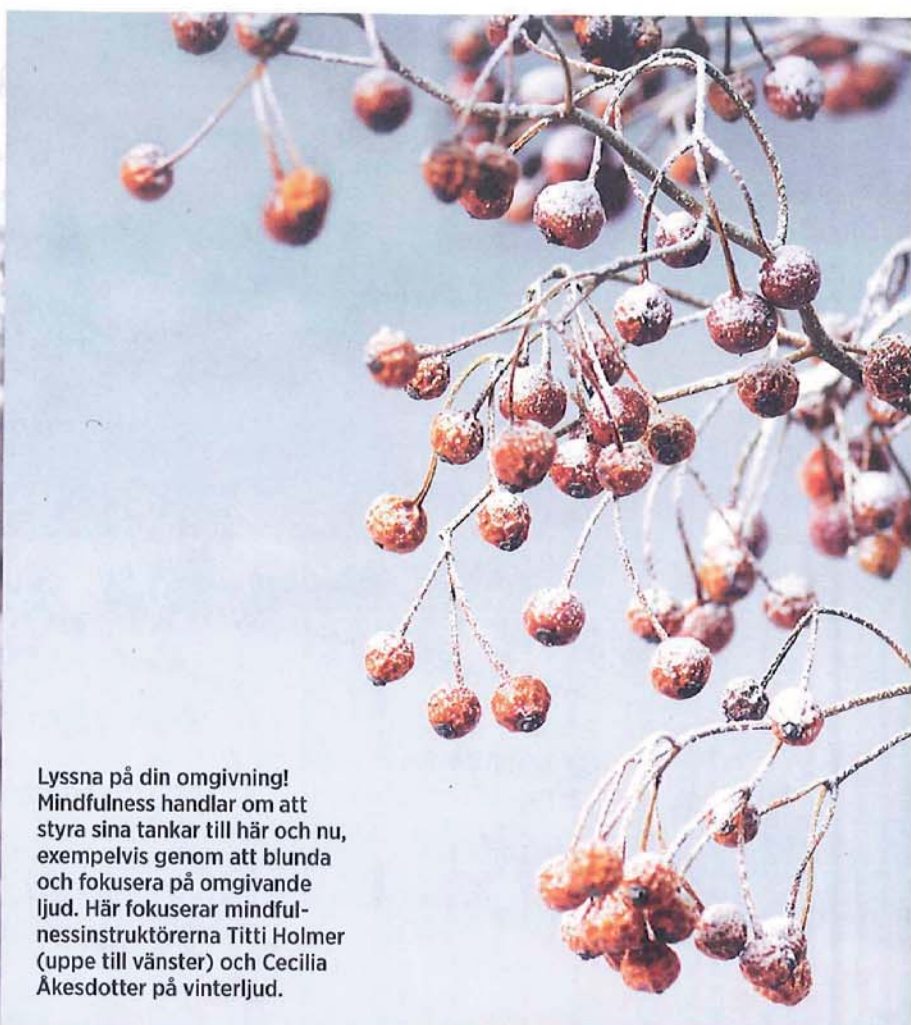 Lyssna på din omgivning!
Mindfulness handlar om att
styra sina tankar till här och nu,
exempelvis genom att blunda
och fokusera på omgivande
ljud. Här fokuserar mindful-
nessinstruktörerna Titti Holmer
(uppe till vänster) och Cecilia
Åkesdotter på vinterljud.